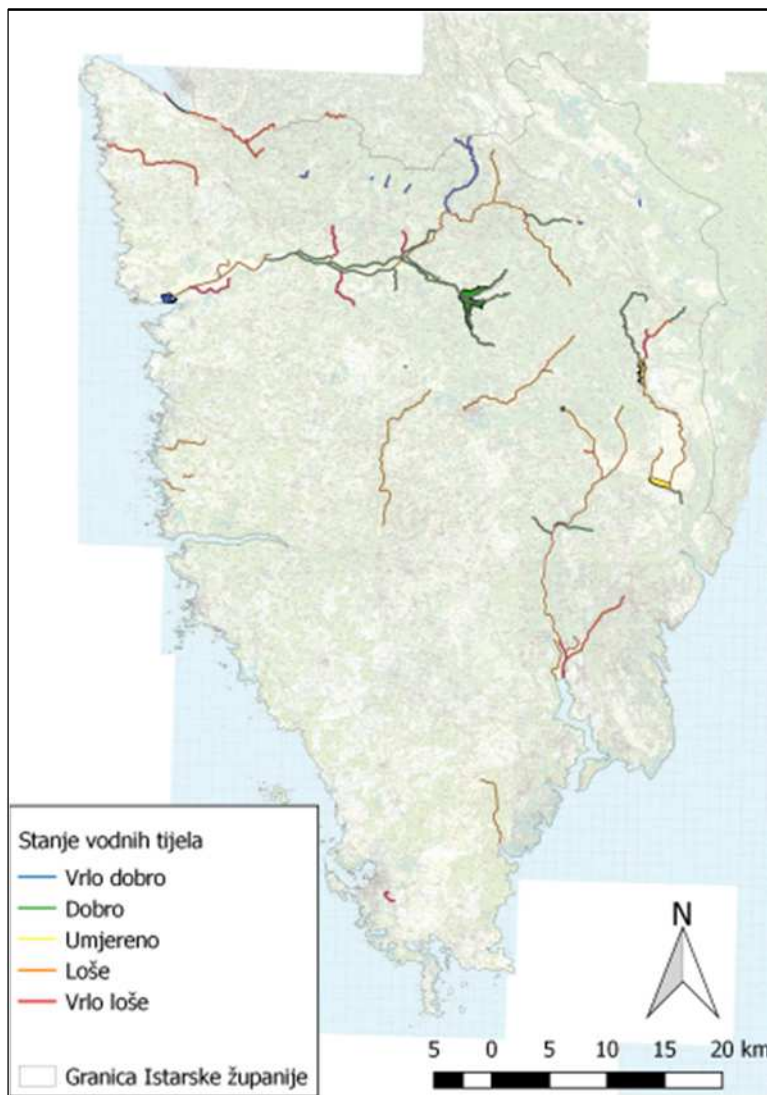 Stanje vodnih tijela
Vrlo dobro
Dobro
Umjereno
Loše
Vrlo loše
Granica Istarske županije
N
5 0 5 10 15 20 km